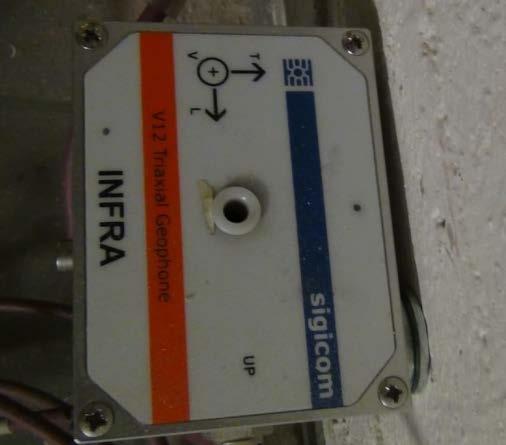 sigicom
V
T
L
UP
V12 Triaxial Geophone
INFRA